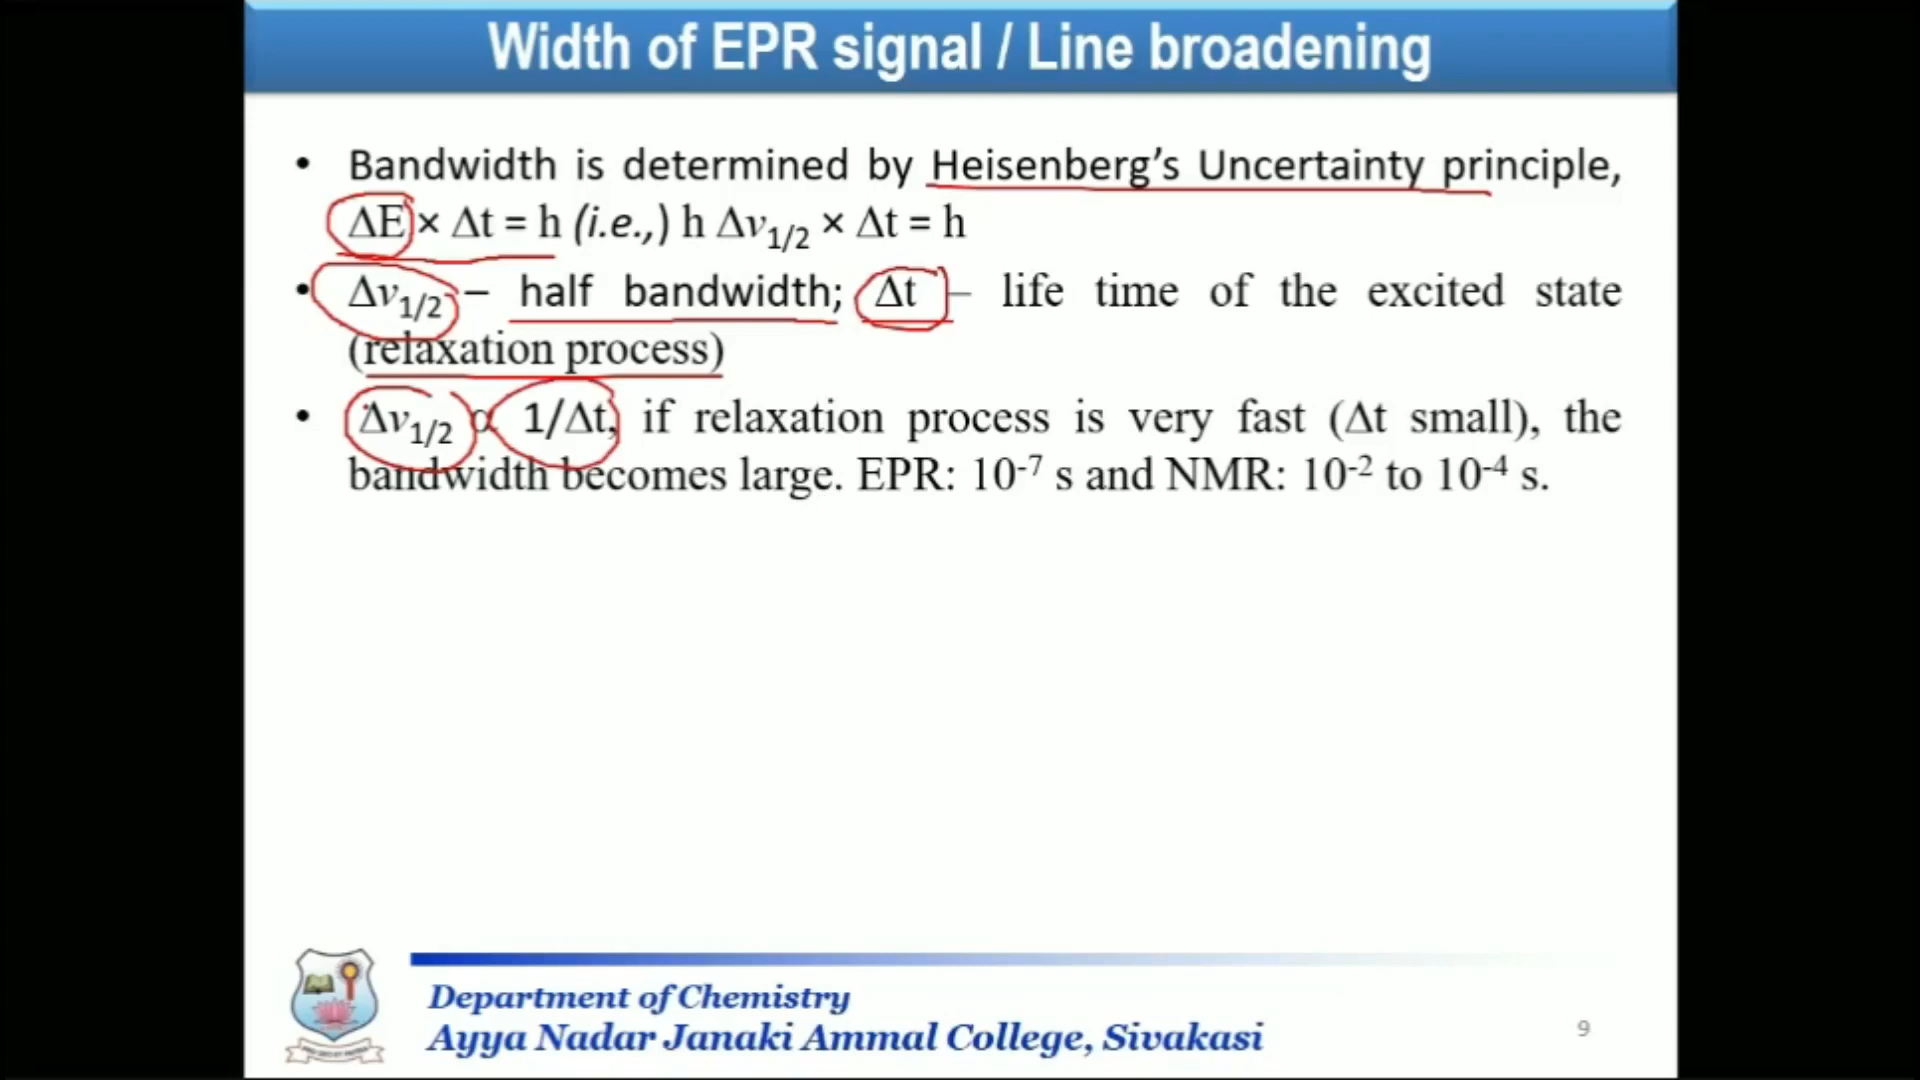 Width of EPR signal / Line broadening
• Bandwidth is determined by Heisenberg's Uncertainty principle,
ΔE × Δt = h (i.e.,) h Δν1/2 × Δt = h
• Δν1/2 – half bandwidth; Δt – life time of the excited state
(relaxation process)
• Δν1/2 ∝ 1/Δt, if relaxation process is very fast (Δt small), the
bandwidth becomes large. EPR: 10⁻⁷ s and NMR: 10⁻² to 10⁻⁴ s.
Department of Chemistry
Ayya Nadar Janaki Ammal College, Sivakasi
9